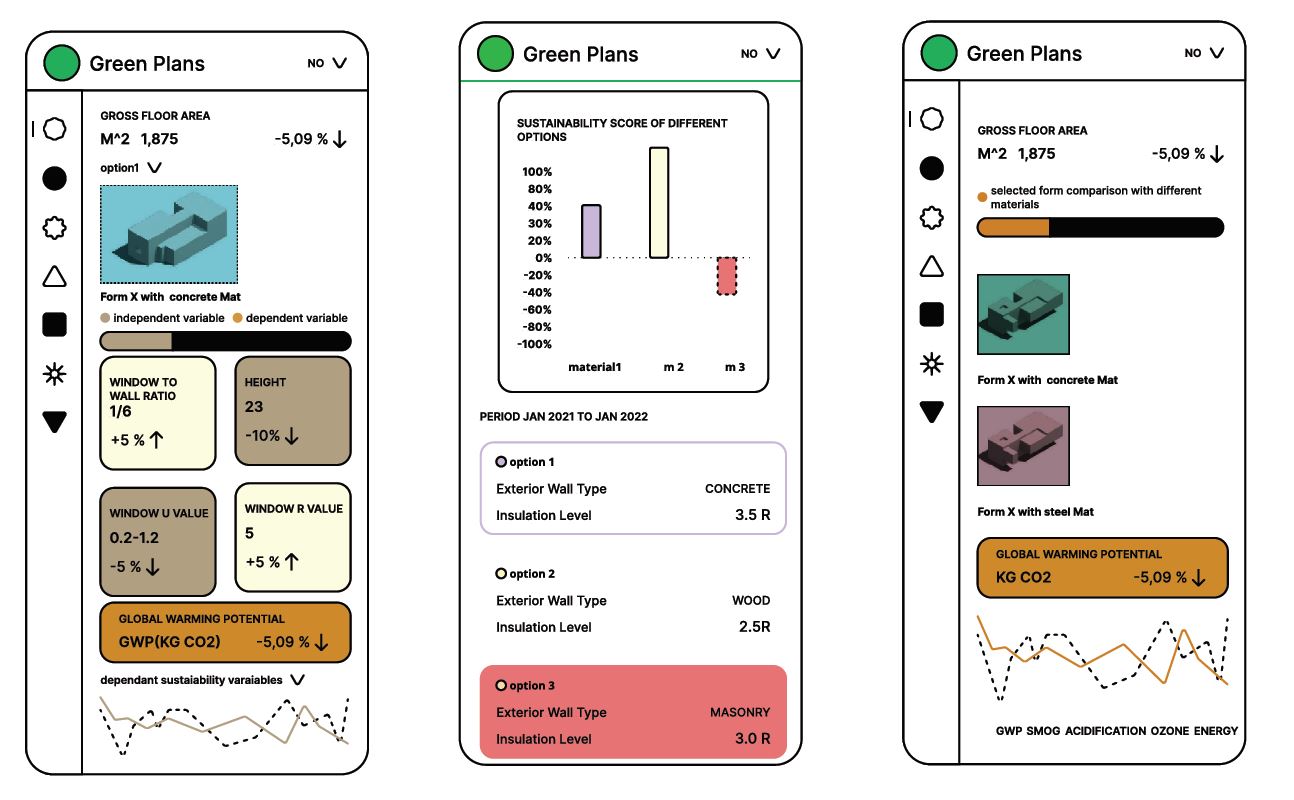 Green Plans
NO
GROSS FLOOR AREA
M^2 1,875
-5,09 %
option1
Form X with concrete Mat
independent variable
dependent variable
WINDOW TO
WALL RATIO
1/6
+5 %
HEIGHT
23
-10%
WINDOW U VALUE
0.2-1.2
-5 %
WINDOW R VALUE
5
+5 %
GLOBAL WARMING POTENTIAL
GWP(KG CO2)
-5,09 %
dependant sustaiability varaiables
Green Plans
NO
SUSTAINABILITY SCORE OF DIFFERENT
OPTIONS
100%
80%
40%
30%
20%
0%
-20%
-40%
-60%
-80%
-100%
material1
m 2
m 3
PERIOD JAN 2021 TO JAN 2022
option 1
Exterior Wall Type
CONCRETE
Insulation Level
3.5 R
option 2
Exterior Wall Type
WOOD
Insulation Level
2.5R
option 3
Exterior Wall Type
MASONRY
Insulation Level
3.0 R
Green Plans
NO
GROSS FLOOR AREA
M^2 1,875
-5,09 %
selected form comparison with different
materials
Form X with concrete Mat
Form X with steel Mat
GLOBAL WARMING POTENTIAL
KG CO2
-5,09 %
GWP SMOG ACIDIFICATION OZONE ENERGY